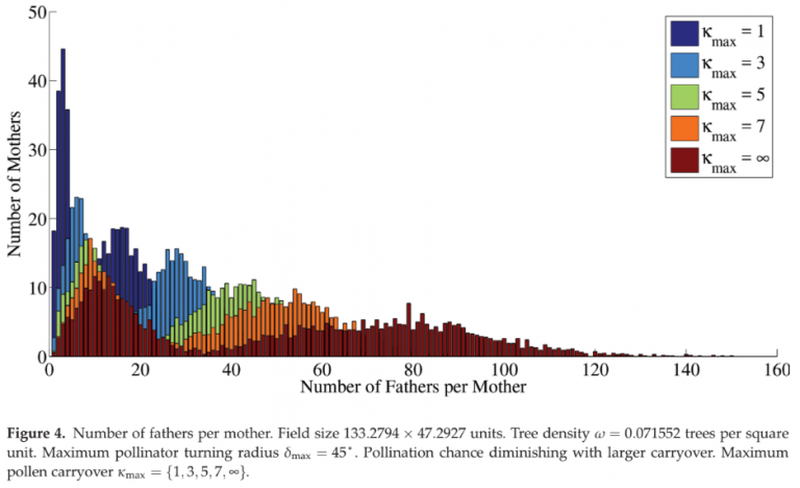 50
40
30
20
10
0
Number of Mothers
0 20 40 60 80 100 120 140 160
Number of Fathers per Mother
κmax = 1
κmax = 3
κmax = 5
κmax = 7
κmax = ∞
Figure 4. Number of fathers per mother. Field size 133.2794 × 47.2927 units. Tree density ω = 0.071552 trees per square
unit. Maximum pollinator turning radius δmax = 45°. Pollination chance diminishing with larger carryover. Maximum
pollen carryover κmax = {1, 3, 5, 7, ∞}.